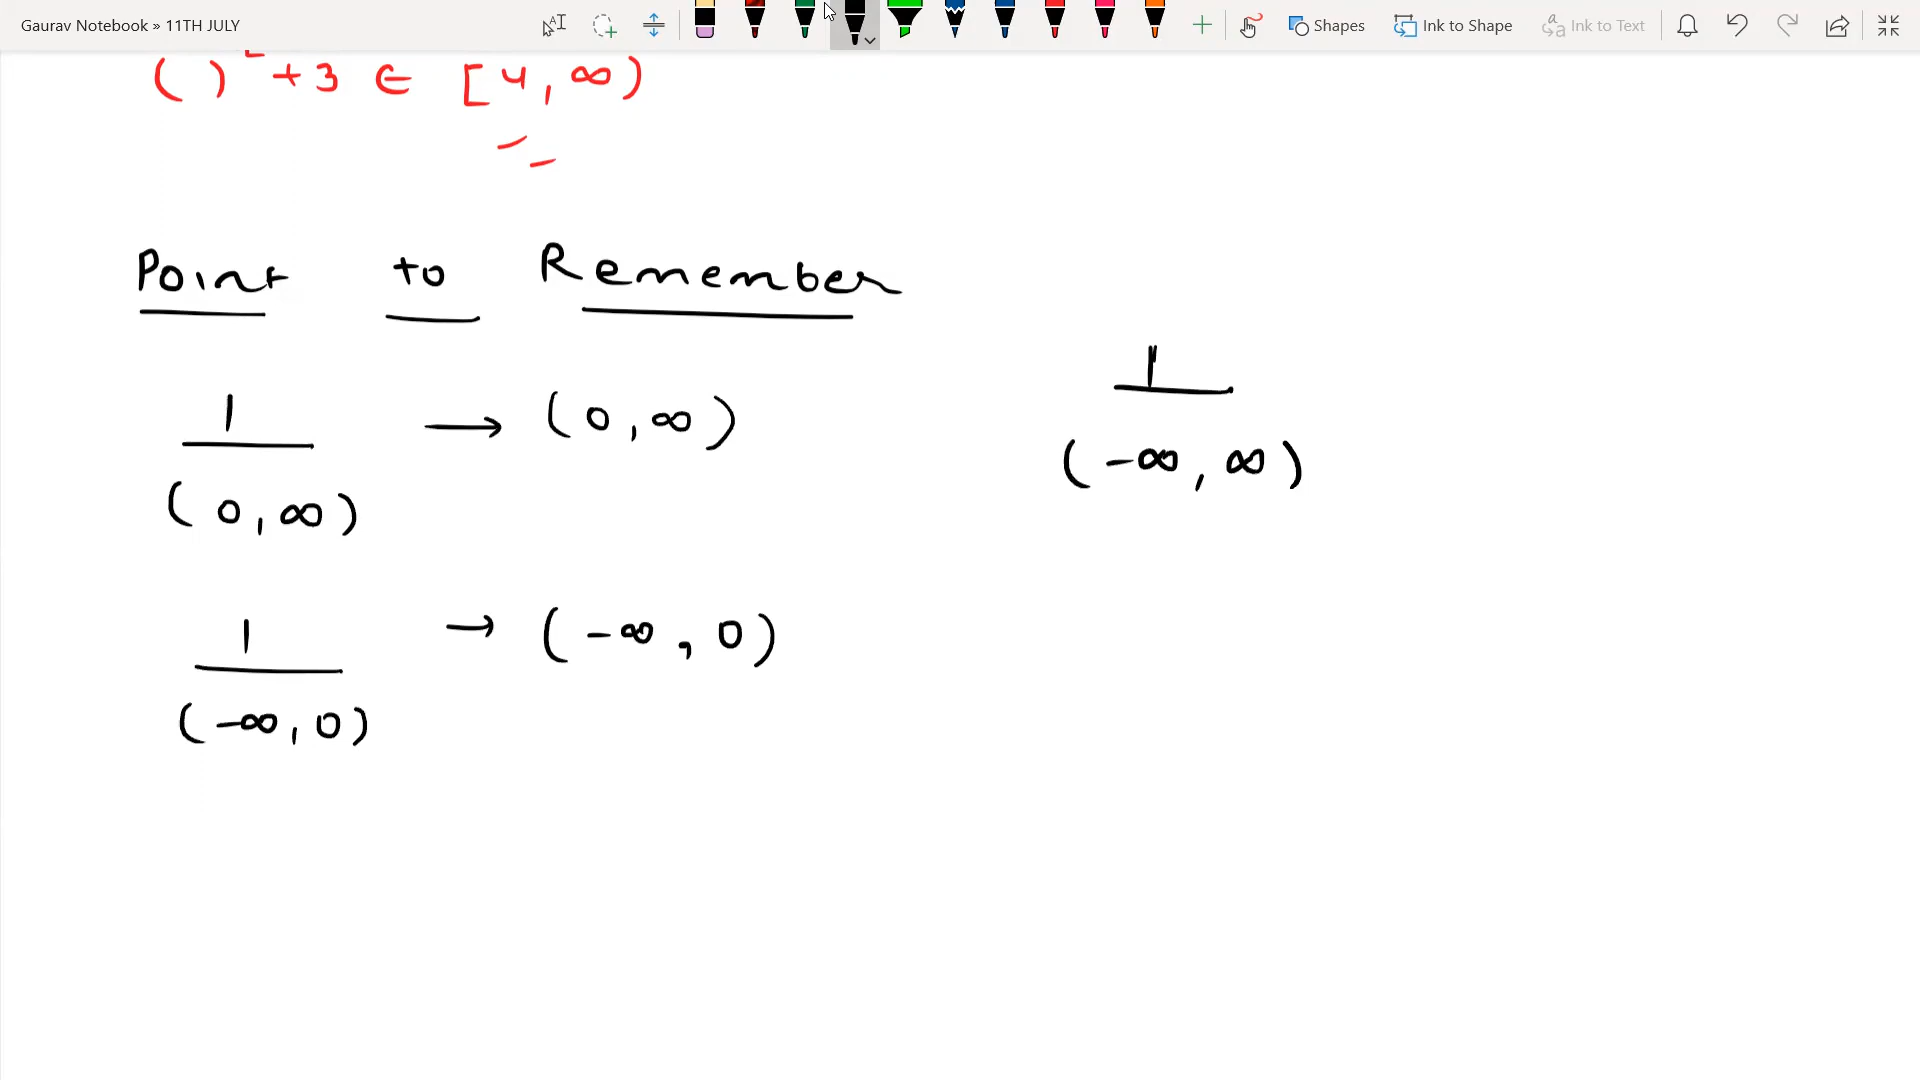 Gaurav Notebook » 11TH JULY
Shapes
Ink to Shape
Ink to Text
( )² + 3 ∈ [4, ∞)
Point to Remember
1 → (0, ∞)
(0, ∞)
1
(-∞, ∞)
1 → (-∞, 0)
(-∞, 0)